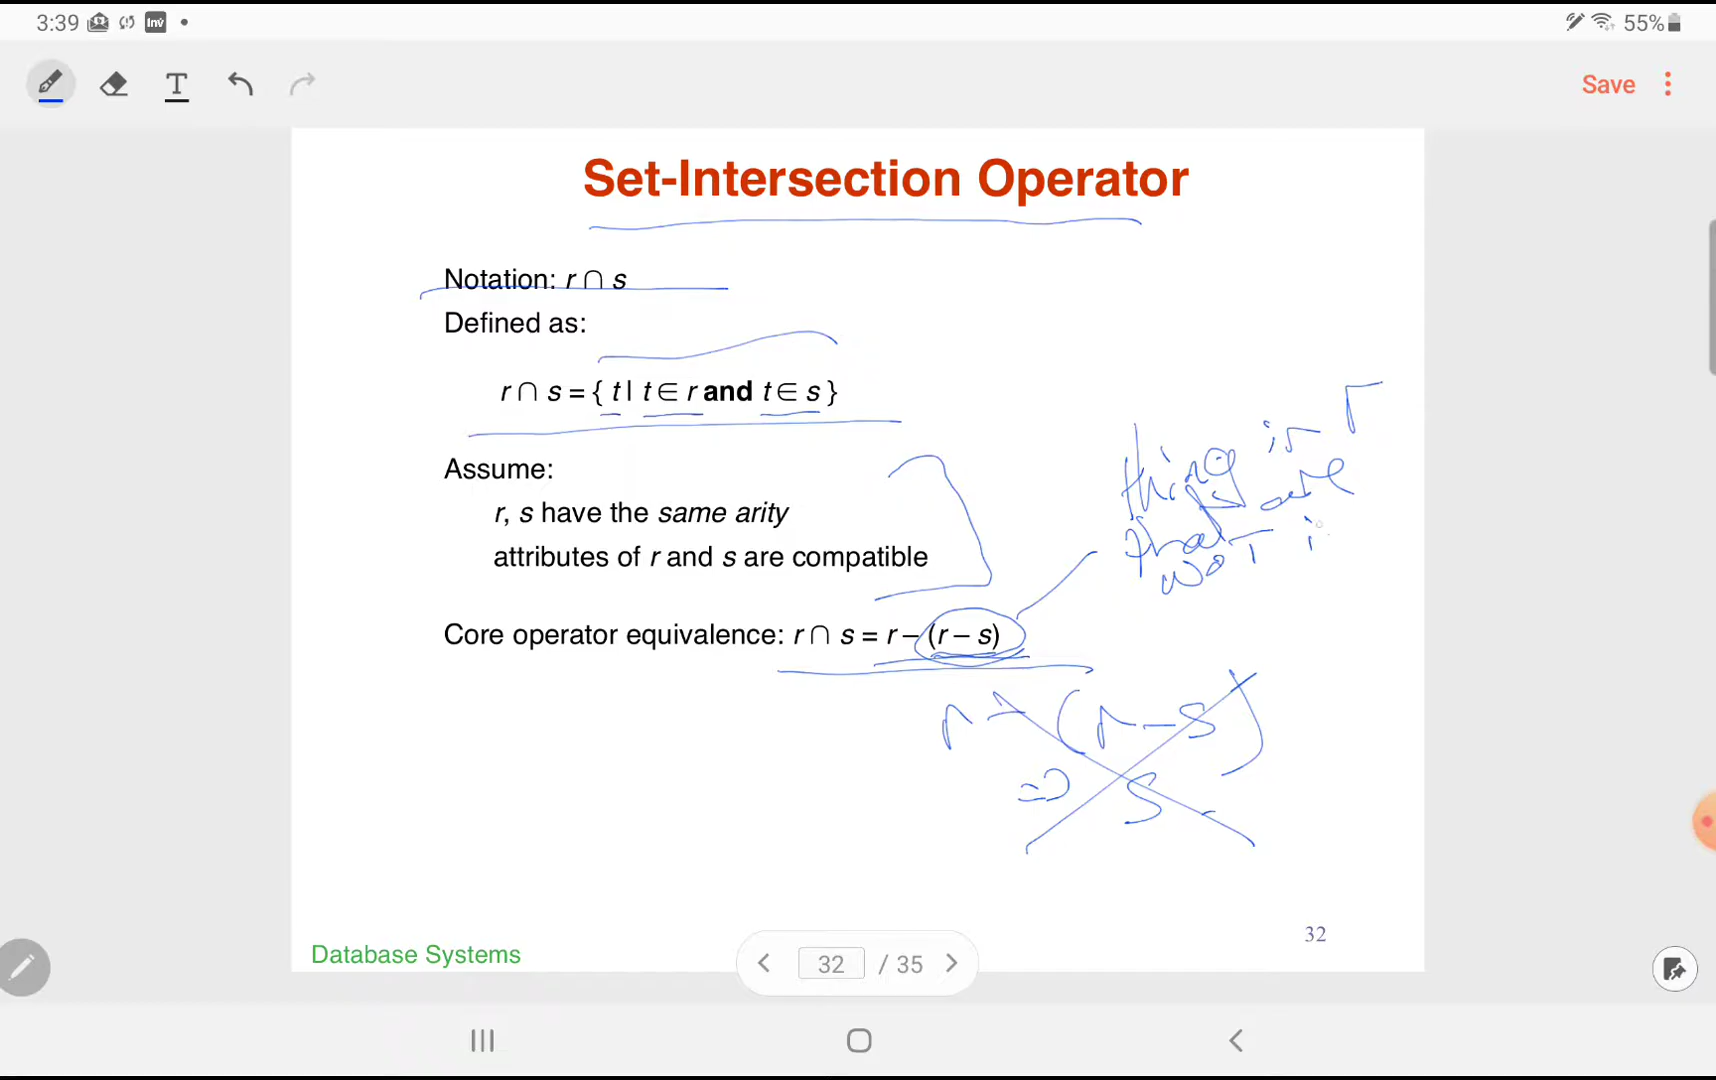 3:39
Inv
55%
T
Save
Set-Intersection Operator
Notation: r ∩ s
Defined as:
r ∩ s = { t | t ∈ r and t ∈ s }
Assume:
r, s have the same arity
attributes of r and s are compatible
Core operator equivalence: r ∩ s = r – (r – s)
thing in r
that are
not i
r - (r - s)
=> s
32
Database Systems
32 / 35